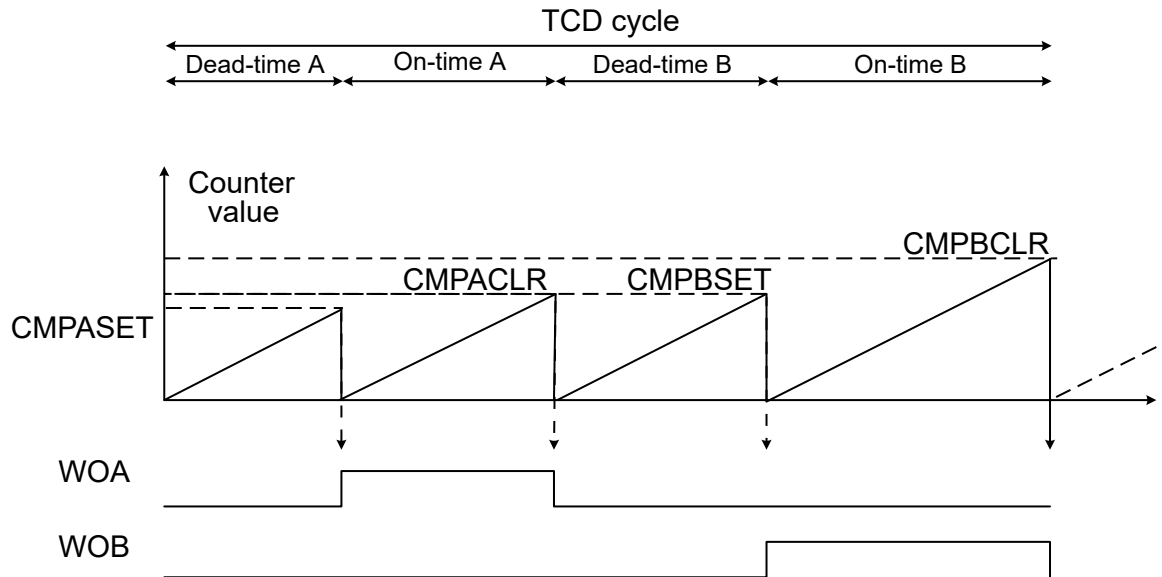 TCD cycle
Dead-time A On-time A Dead-time B On-time B
Counter
value
CMPBCLR
CMPACLR CMPBSET
CMPASET
WOA
WOB